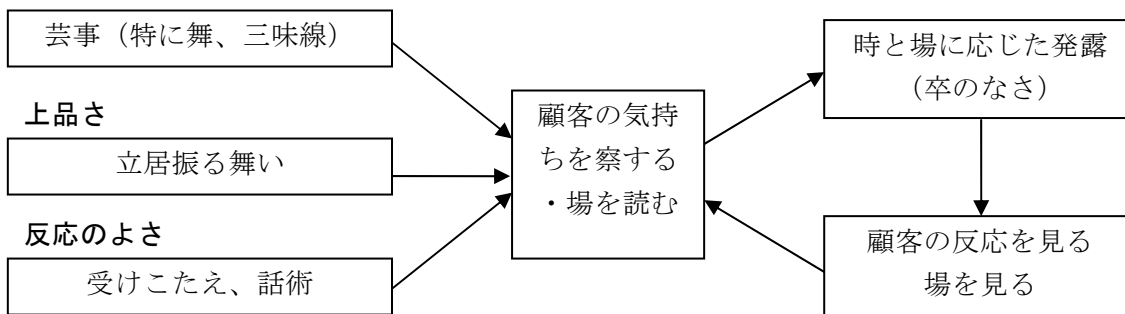 芸事（特に舞、三味線）
上品さ
立居振る舞い
反応のよさ
受けこたえ、話術
顧客の気持
ちを察する
・場を読む
時と場に応じた発露
（卒のなさ）
顧客の反応を見る
場を見る